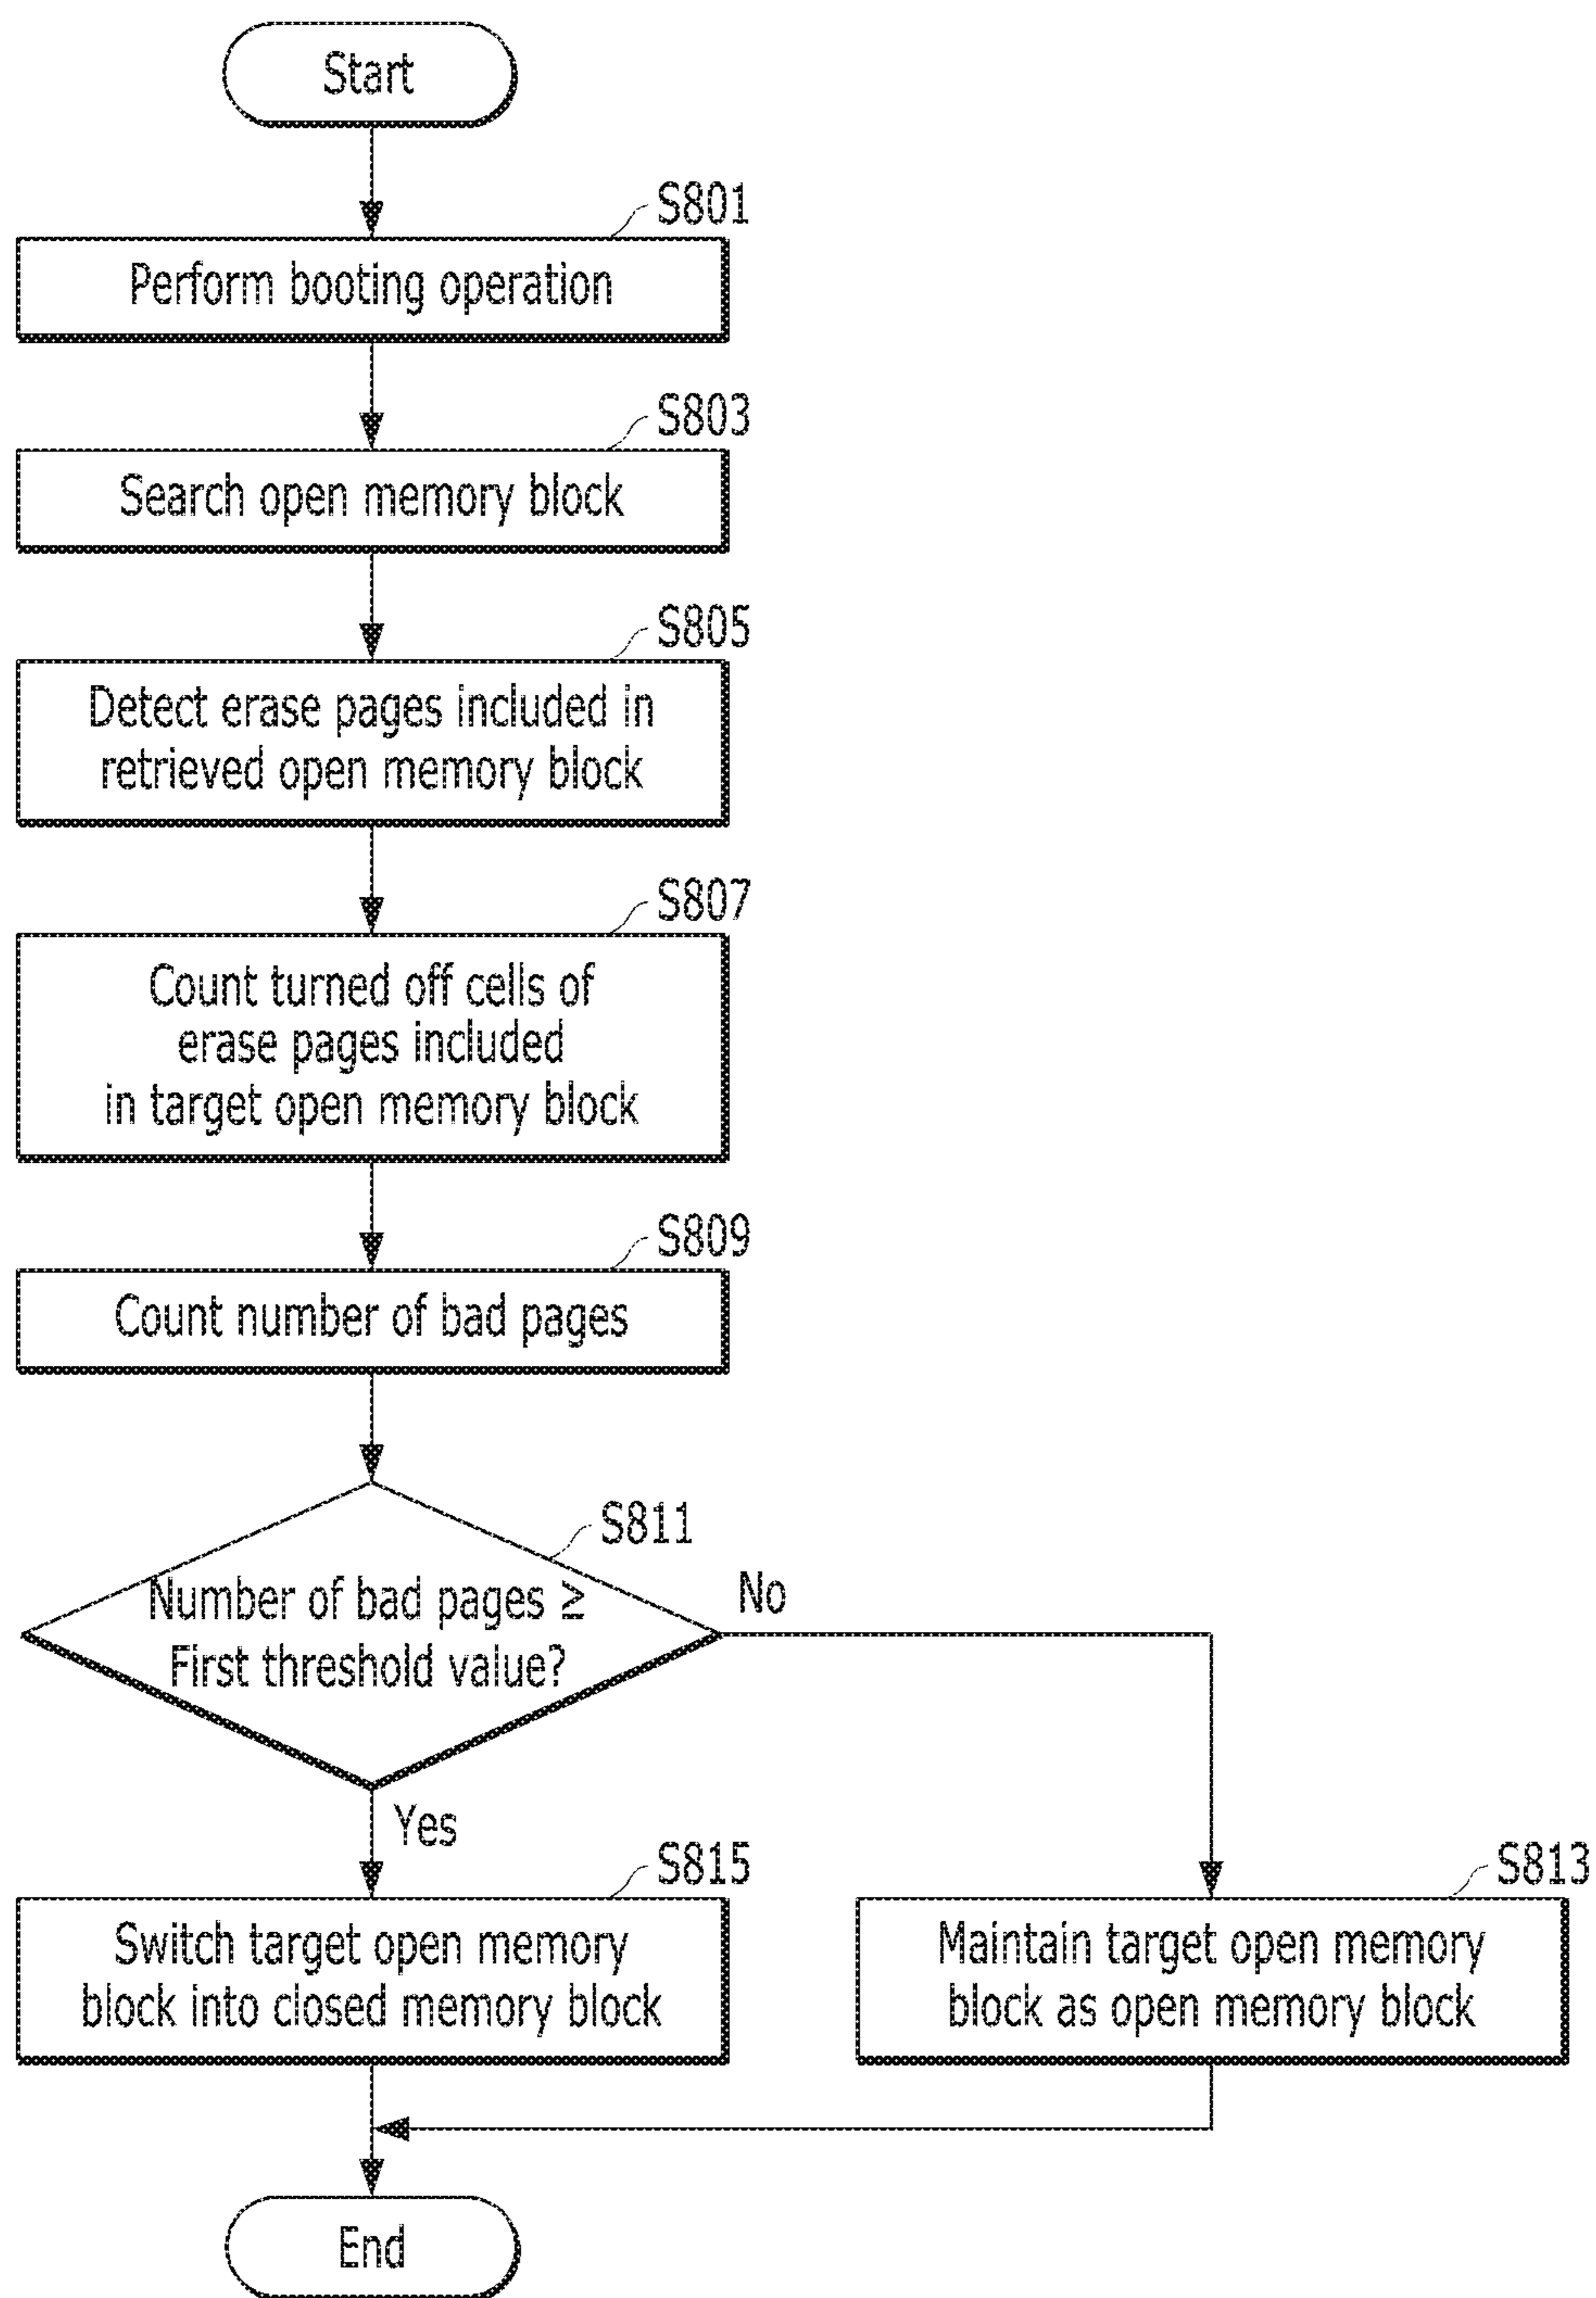 Start
S801
Perform booting operation
S803
Search open memory block
S805
Detect erase pages included in
retrieved open memory block
S807
Count turned off cells of
erase pages included
in target open memory block
S809
Count number of bad pages
S811
Number of bad pages ≥
First threshold value?
No
Yes
S815
Switch target open memory
block into closed memory block
S813
Maintain target open memory
block as open memory block
End